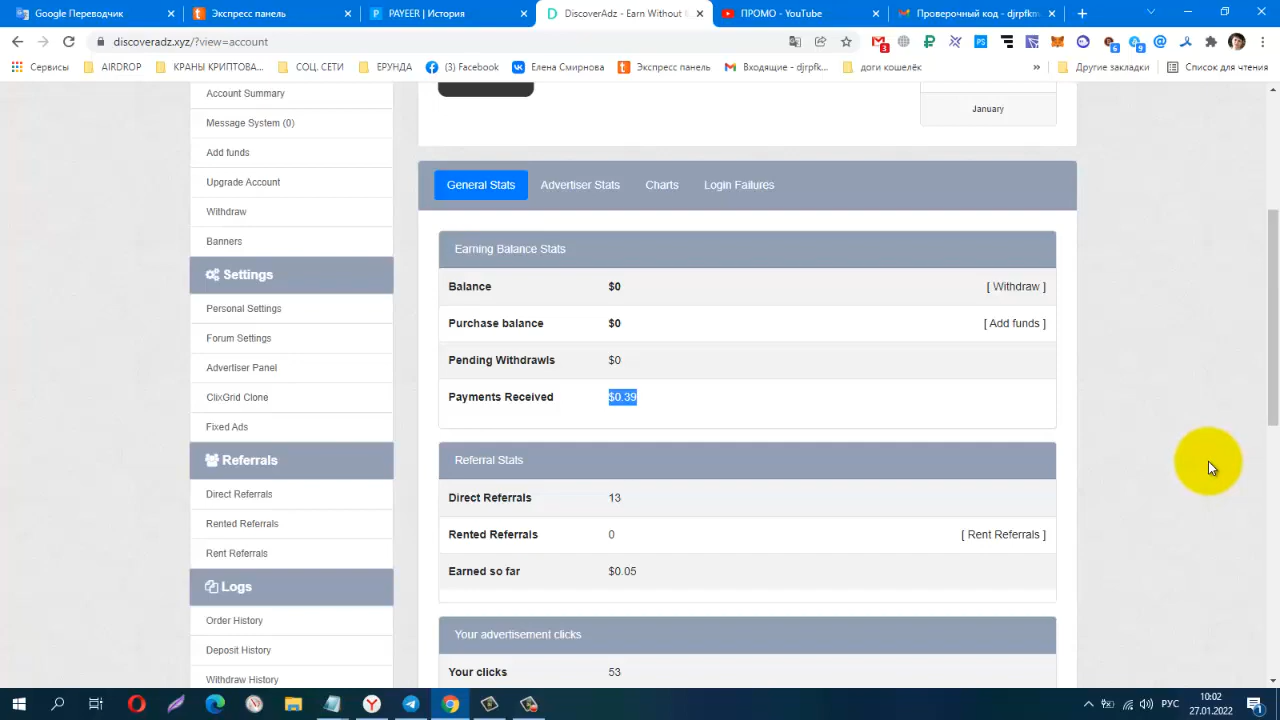 Google Переводчик
Экспресс панель
PAYEER | История
DiscoverAdz - Earn Without I
ПРОМО - YouTube
Проверочный код - djrpfkm
discoveradz.xyz/?view=account
Сервисы
AIRDROP
КРАНЫ КРИПТОВА...
СОЦ. СЕТИ
ЕРУНДА
(3) Facebook
Елена Смирнова
Экспресс панель
Входящие - djrpfk...
доги кошелёк
»
Другие закладки
Список для чтения
Account Summary
Message System (0)
Add funds
Upgrade Account
Withdraw
Banners
Settings
Personal Settings
Forum Settings
Advertiser Panel
ClixGrid Clone
Fixed Ads
Referrals
Direct Referrals
Rented Referrals
Rent Referrals
Logs
Order History
Deposit History
Withdraw History
January
General Stats
Advertiser Stats
Charts
Login Failures
Earning Balance Stats
Balance $0 [ Withdraw ]
Purchase balance $0 [ Add funds ]
Pending Withdrawls $0
Payments Received $0.39
Referral Stats
Direct Referrals 13
Rented Referrals 0 [ Rent Referrals ]
Earned so far $0.05
Your advertisement clicks
Your clicks 53
РУС
10:02
27.01.2022